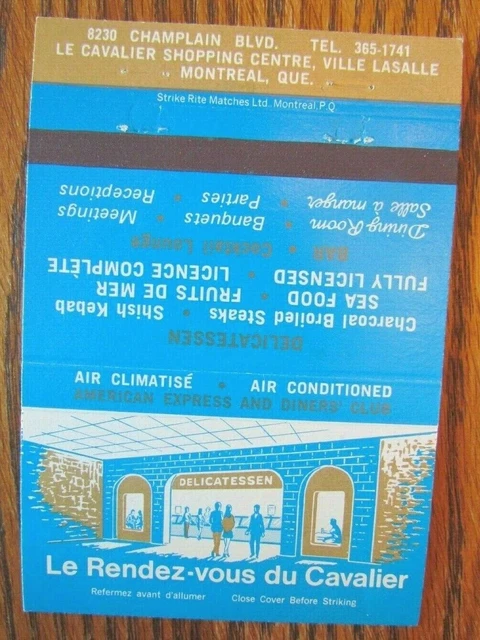 8230 CHAMPLAIN BLVD. TEL. 365-1741
LE CAVALIER SHOPPING CENTRE, VILLE LASALLE
MONTREAL, QUE.
Strike Rite Matches Ltd. Montreal. P.Q.
DELICATESSEN
Charcoal Broiled Steaks • Shish Kebab
SEA FOOD • FRUITS DE MER
FULLY LICENSED • LICENCE COMPLÈTE
BAR • Cocktail Lounge
Dining Room • Banquets • Meetings
Salle à manger • Parties • Receptions
AIR CLIMATISÉ • AIR CONDITIONED
AMERICAN EXPRESS AND DINERS' CLUB
DELICATESSEN
Le Rendez-vous du Cavalier
Refermez avant d'allumer Close Cover Before Striking